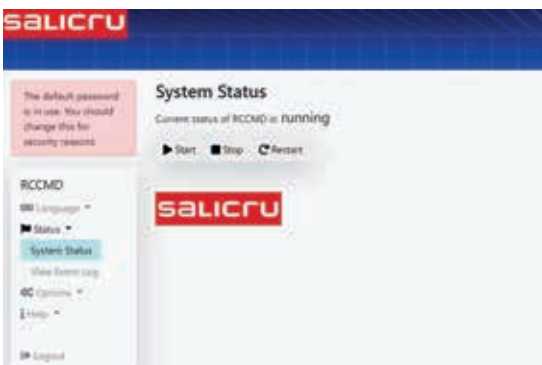 salicru
The default password
is in use. You should
change this for
security reasons
System Status
Current status of RCCMD is running
Start Stop Restart
RCCMD
Language
Status
System Status
View Event Log
Options
Help
Logout
salicru